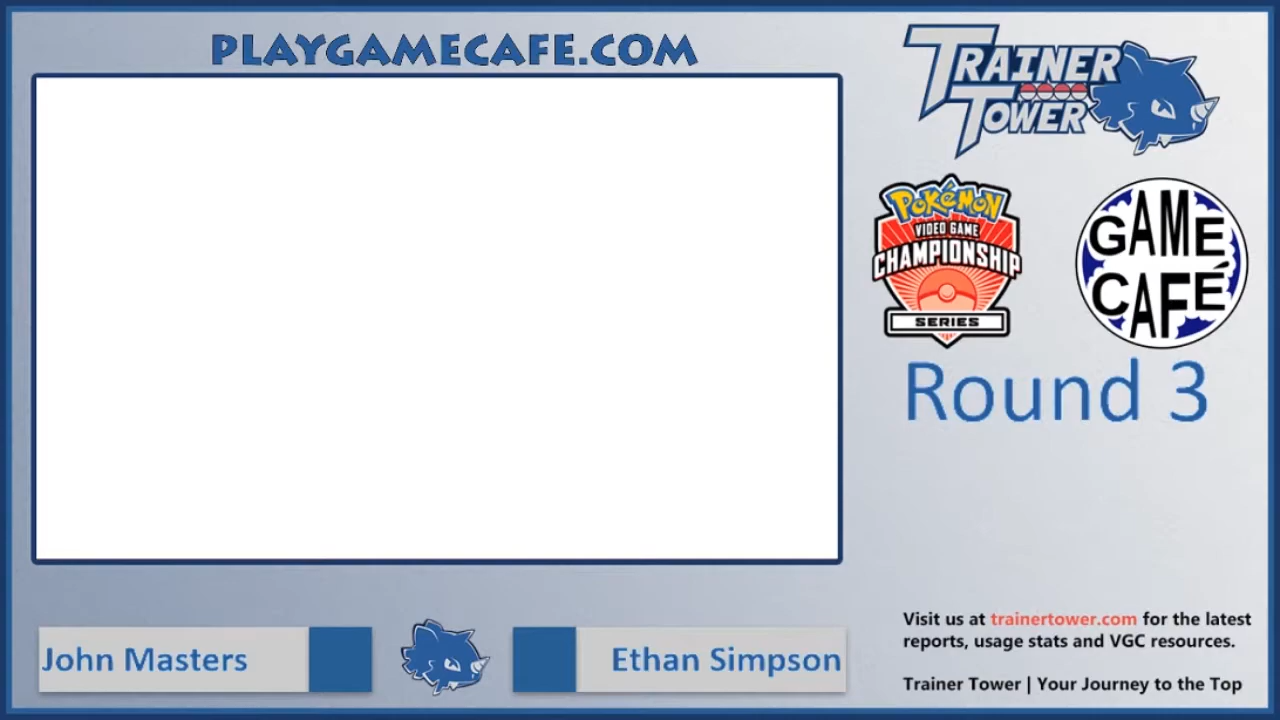 PLAYGAMECAFE.COM
TRAINER
TOWER
Pokémon
VIDEO GAME
CHAMPIONSHIP
SERIES
GAME
CAFÉ
Round 3
John Masters
Ethan Simpson
Visit us at trainertower.com for the latest
reports, usage stats and VGC resources.
Trainer Tower | Your Journey to the Top